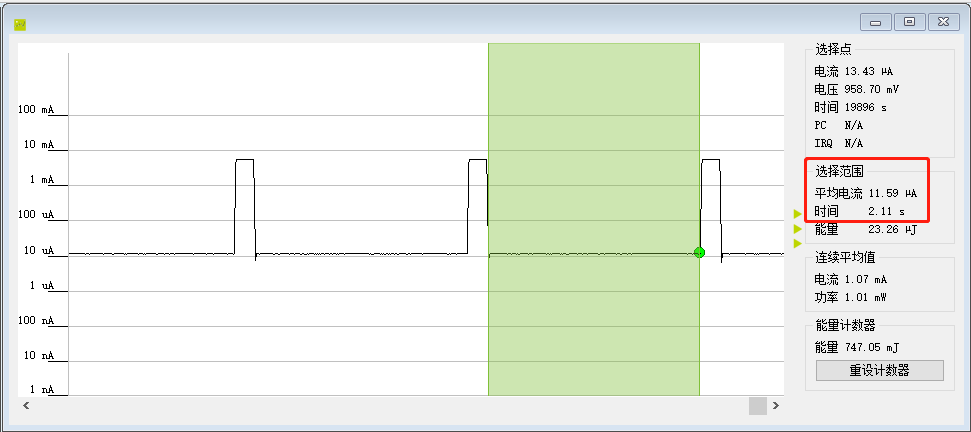 100 mA
10 mA
1 mA
100 uA
10 uA
1 uA
100 nA
10 nA
1 nA
选择点
电流 13.43 µA
电压 958.70 mV
时间 19896 s
PC N/A
IRQ N/A
选择范围
平均电流 11.59 µA
时间 2.11 s
能量 23.26 µJ
连续平均值
电流 1.07 mA
功率 1.01 mW
能量计数器
能量 747.05 mJ
重设计数器